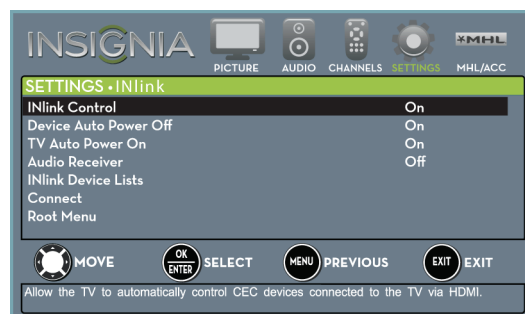 INSIGNIA
PICTURE AUDIO CHANNELS SETTINGS MHL MHL/ACC
SETTINGS • INlink
INlink Control On
Device Auto Power Off On
TV Auto Power On On
Audio Receiver Off
INlink Device Lists
Connect
Root Menu
MOVE OK ENTER SELECT MENU PREVIOUS EXIT EXIT
Allow the TV to automatically control CEC devices connected to the TV via HDMI.